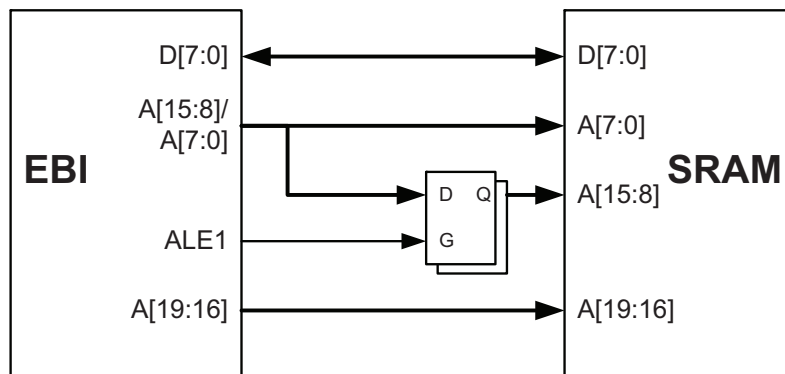 D[7:0]
D[7:0]
A[15:8]/
A[7:0]
A[7:0]
EBI
SRAM
D
Q
A[15:8]
ALE1
G
A[19:16]
A[19:16]